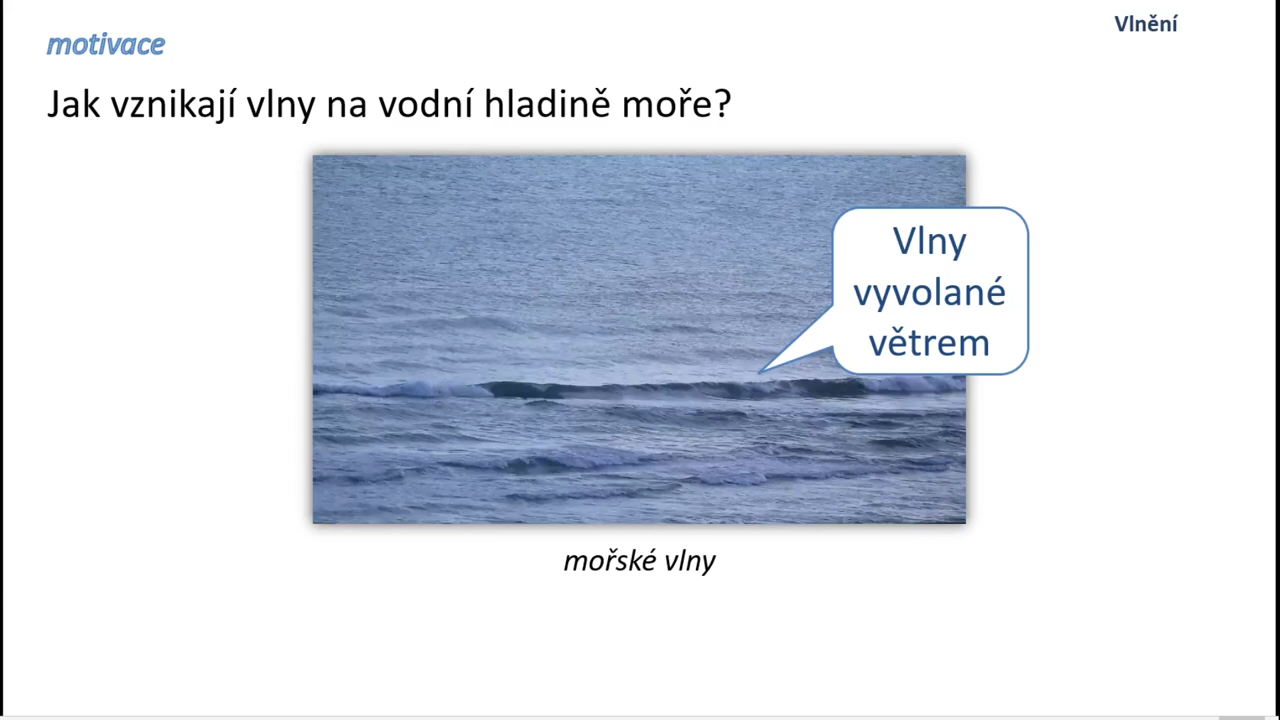 Vlnění
motivace
Jak vznikají vlny na vodní hladině moře?
Vlny
vyvolané
větrem
mořské vlny